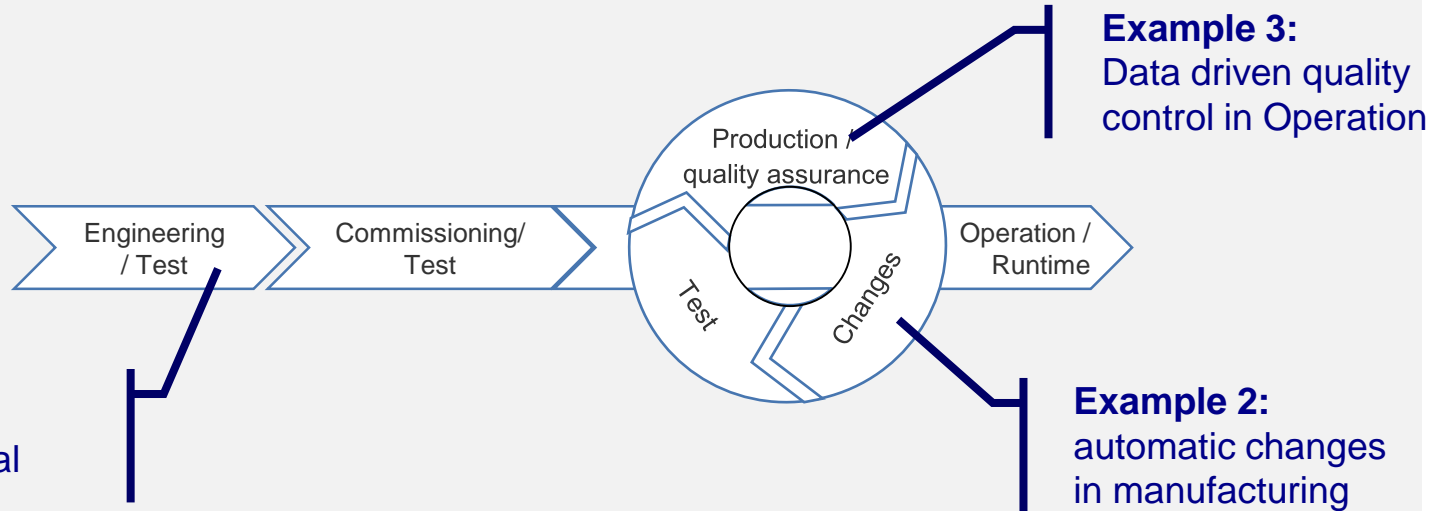 Example 3:
Data driven quality
control in Operation
Production /
quality assurance
Engineering
/ Test
Commissioning/
Test
Operation /
Runtime
Test
Changes
Example 2:
automatic changes
in manufacturing
al